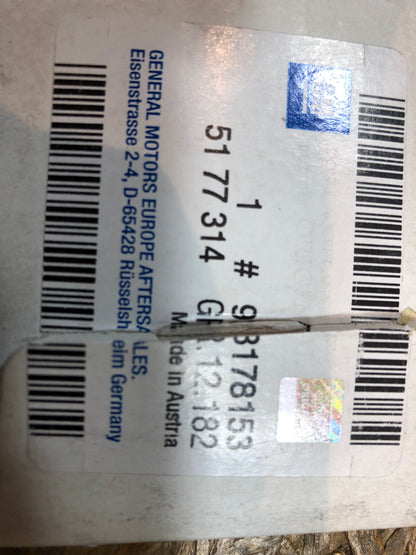 1 # 93178153
51 77 314 GR.12.182
Made in Austria
GENERAL MOTORS EUROPE AFTERSALES.
Eisenstrasse 2-4, D-65428 Rüsselsheim Germany